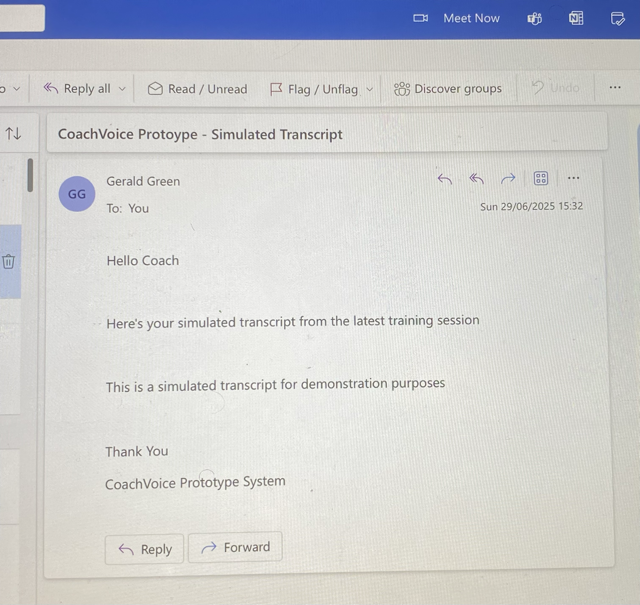 Meet Now
Reply all
Read / Unread
Flag / Unflag
Discover groups
Undo
CoachVoice Protoype - Simulated Transcript
GG
Gerald Green
To: You
Sun 29/06/2025 15:32
Hello Coach
Here's your simulated transcript from the latest training session
This is a simulated transcript for demonstration purposes
Thank You
CoachVoice Prototype System
Reply
Forward